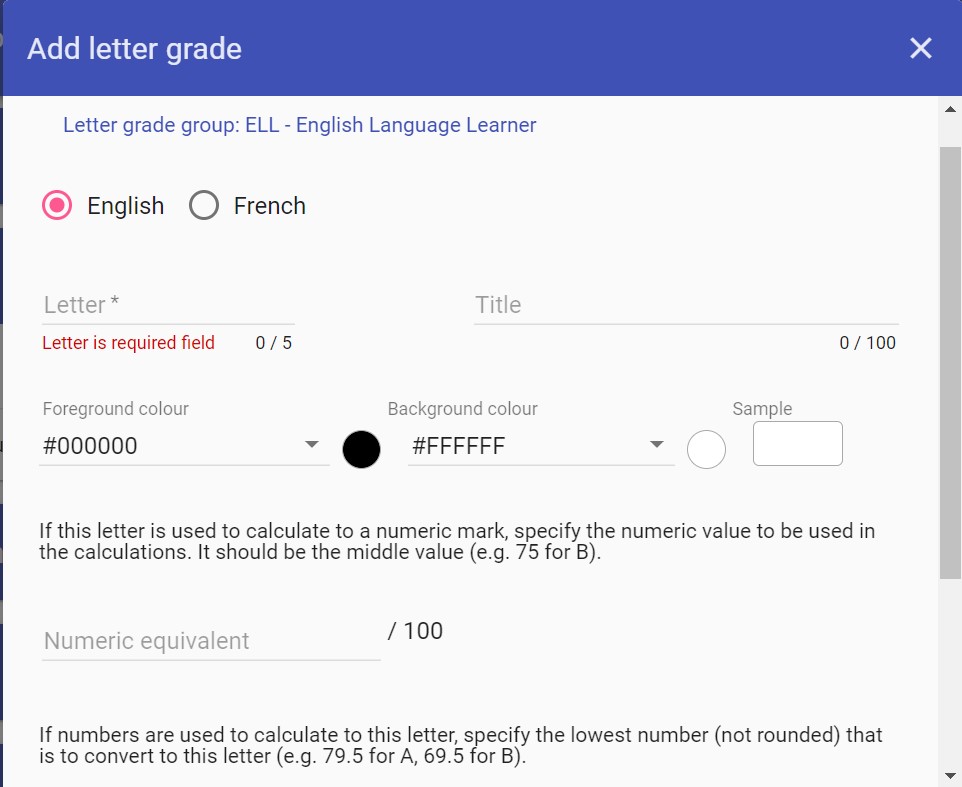 Add letter grade
Letter grade group: ELL - English Language Learner
English French
Letter * Title
Letter is required field 0 / 5 0 / 100
Foreground colour Background colour Sample
#000000 #FFFFFF
If this letter is used to calculate to a numeric mark, specify the numeric value to be used in
the calculations. It should be the middle value (e.g. 75 for B).
Numeric equivalent / 100
If numbers are used to calculate to this letter, specify the lowest number (not rounded) that
is to convert to this letter (e.g. 79.5 for A, 69.5 for B).